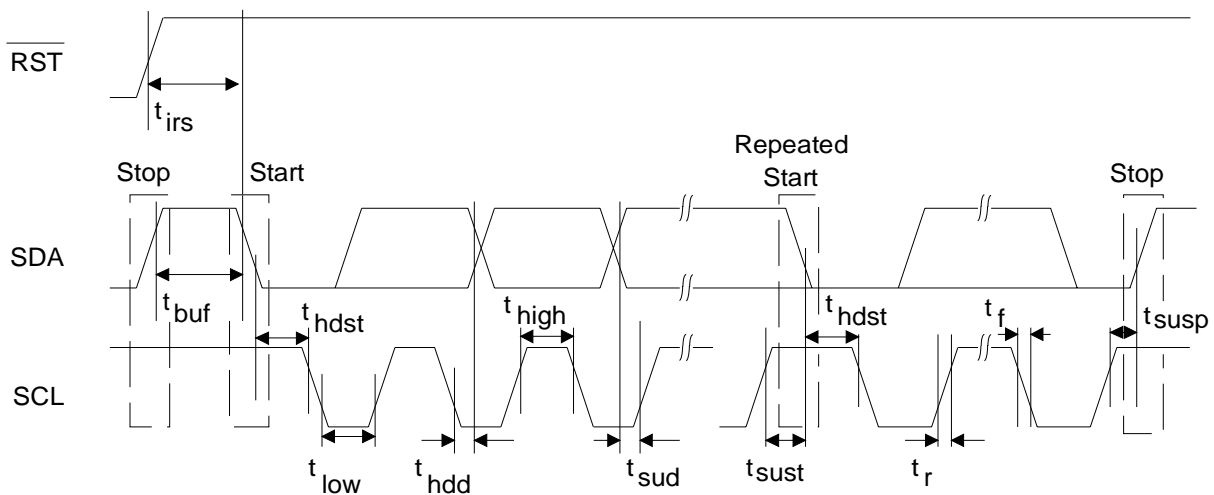 RST
t irs
Stop
Start
Repeated
Start
Stop
SDA
t buf
t hdst
t high
t hdst
t f
t susp
SCL
t low
t hdd
t sud
t sust
t r